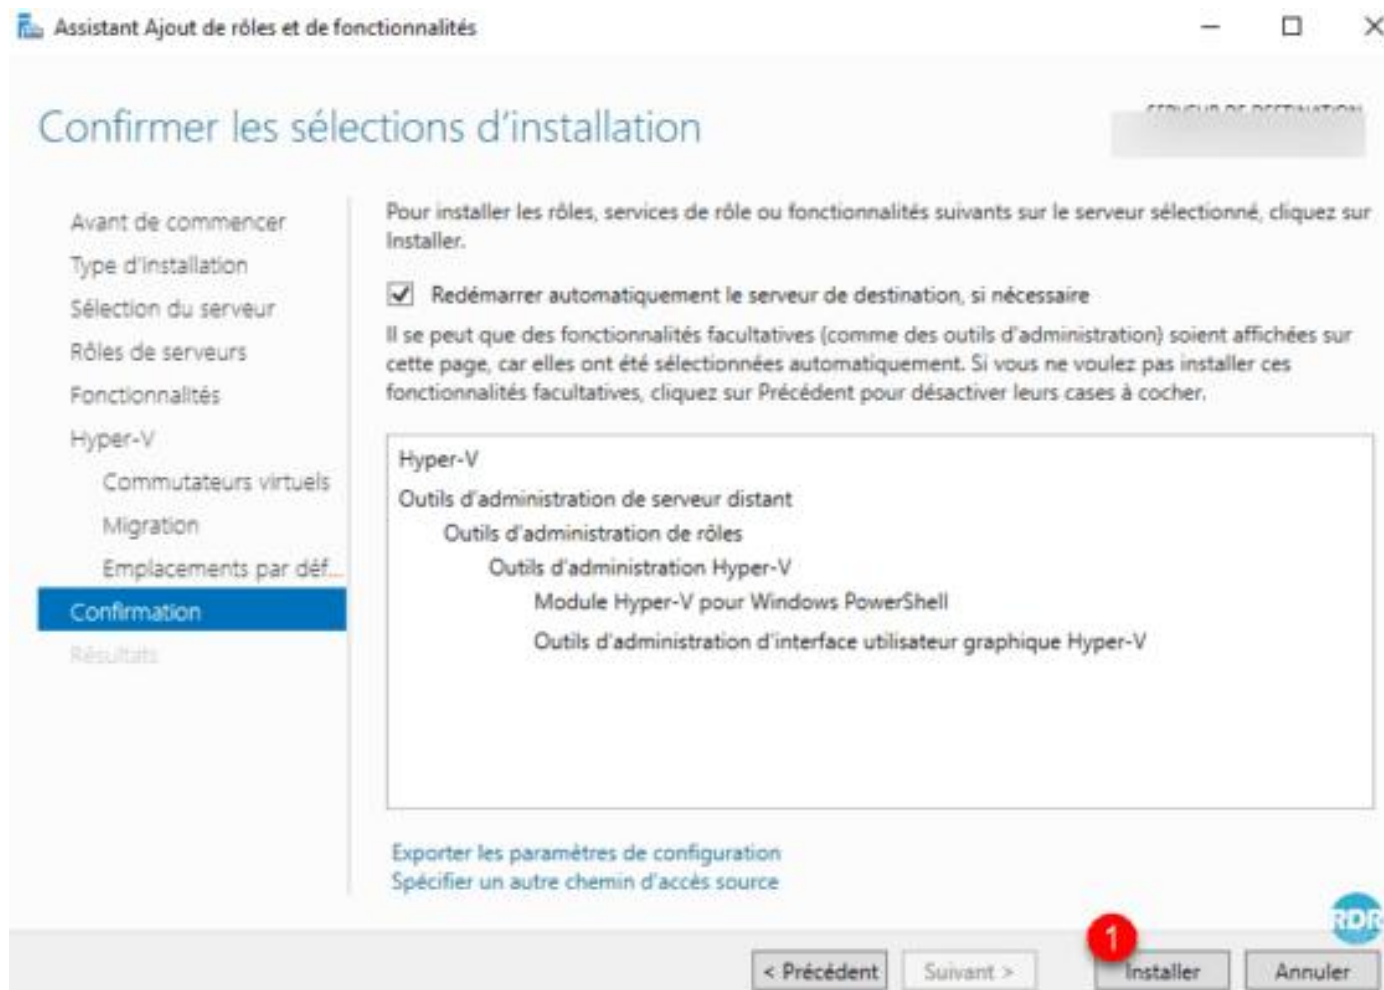 Assistant Ajout de rôles et de fonctionnalités
Confirmer les sélections d'installation
SERVEUR DE DESTINATION
Avant de commencer
Type d'installation
Sélection du serveur
Rôles de serveurs
Fonctionnalités
Hyper-V
Commutateurs virtuels
Migration
Emplacements par déf...
Confirmation
Résultats
Pour installer les rôles, services de rôle ou fonctionnalités suivants sur le serveur sélectionné, cliquez sur
Installer.
Redémarrer automatiquement le serveur de destination, si nécessaire
Il se peut que des fonctionnalités facultatives (comme des outils d'administration) soient affichées sur
cette page, car elles ont été sélectionnées automatiquement. Si vous ne voulez pas installer ces
fonctionnalités facultatives, cliquez sur Précédent pour désactiver leurs cases à cocher.
Hyper-V
Outils d'administration de serveur distant
Outils d'administration de rôles
Outils d'administration Hyper-V
Module Hyper-V pour Windows PowerShell
Outils d'administration d'interface utilisateur graphique Hyper-V
Exporter les paramètres de configuration
Spécifier un autre chemin d'accès source
RDR
1
< Précédent
Suivant >
Installer
Annuler